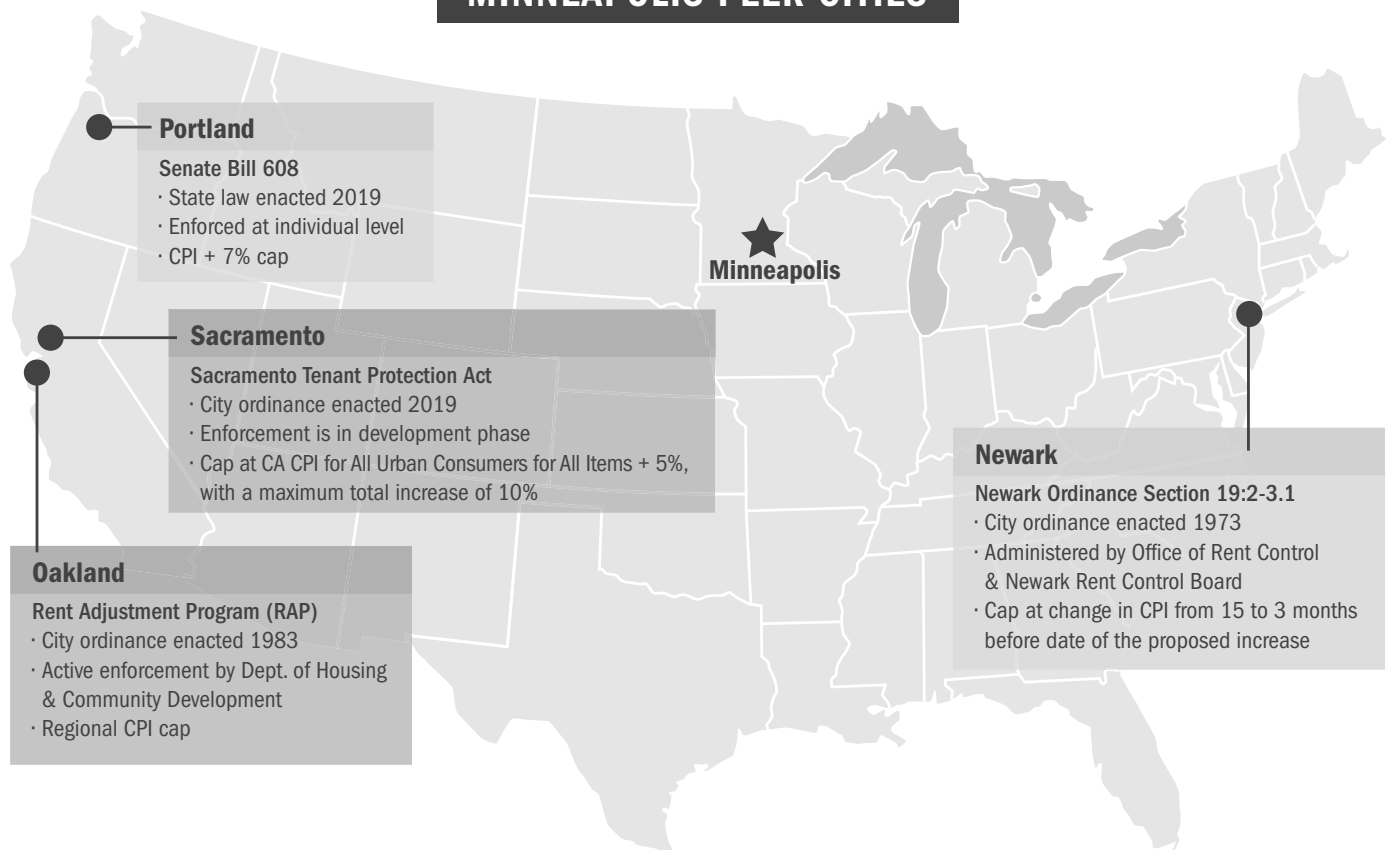 MINNEAPOLIS PEER CITIES
Portland
Senate Bill 608
· State law enacted 2019
· Enforced at individual level
· CPI + 7% cap
Minneapolis
Sacramento
Sacramento Tenant Protection Act
· City ordinance enacted 2019
· Enforcement is in development phase
· Cap at CA CPI for All Urban Consumers for All Items + 5%,
with a maximum total increase of 10%
Newark
Newark Ordinance Section 19:2-3.1
· City ordinance enacted 1973
· Administered by Office of Rent Control
& Newark Rent Control Board
· Cap at change in CPI from 15 to 3 months
before date of the proposed increase
Oakland
Rent Adjustment Program (RAP)
· City ordinance enacted 1983
· Active enforcement by Dept. of Housing
& Community Development
· Regional CPI cap